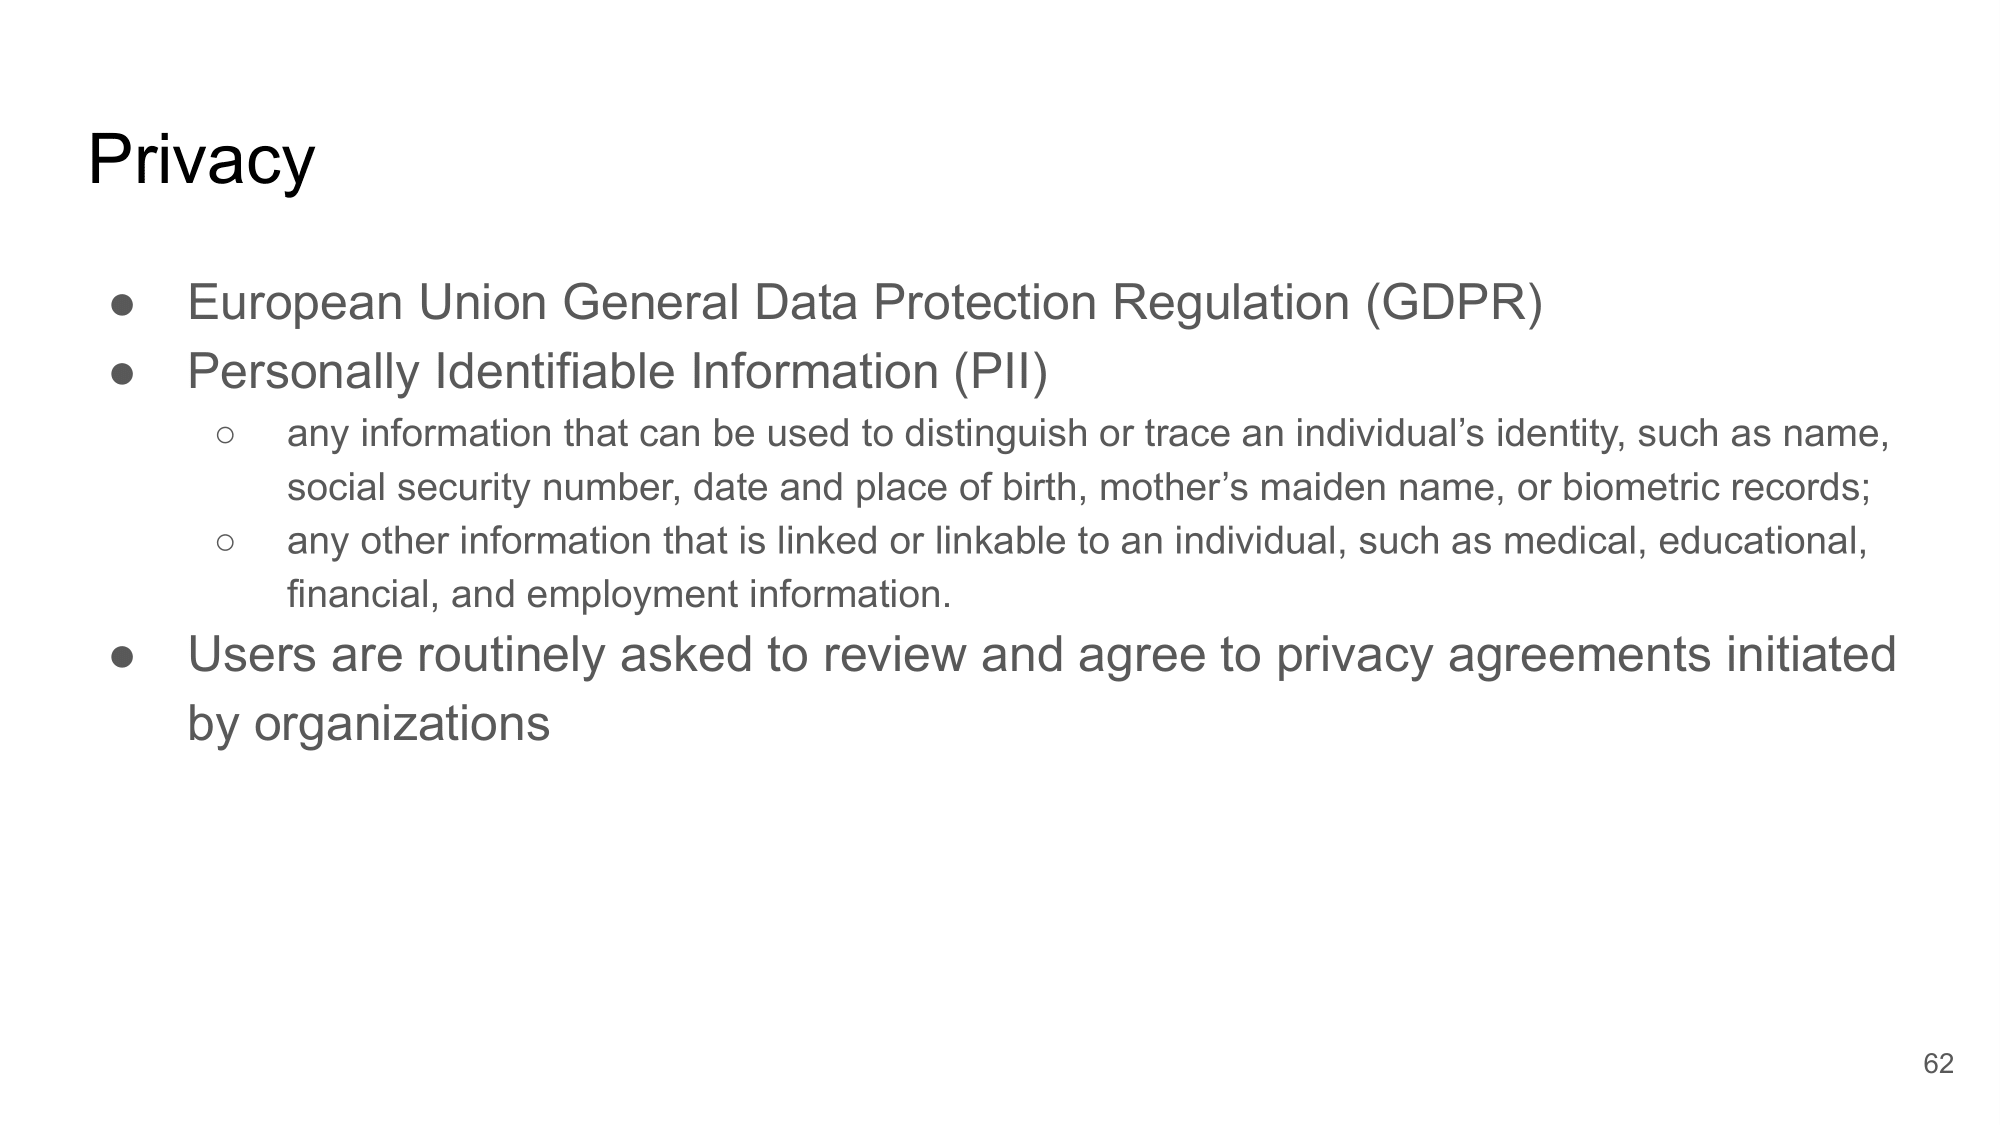 Privacy
● European Union General Data Protection Regulation (GDPR)
● Personally Identifiable Information (PII)
○ any information that can be used to distinguish or trace an individual’s identity, such as name,
social security number, date and place of birth, mother’s maiden name, or biometric records;
○ any other information that is linked or linkable to an individual, such as medical, educational,
financial, and employment information.
● Users are routinely asked to review and agree to privacy agreements initiated
by organizations
62